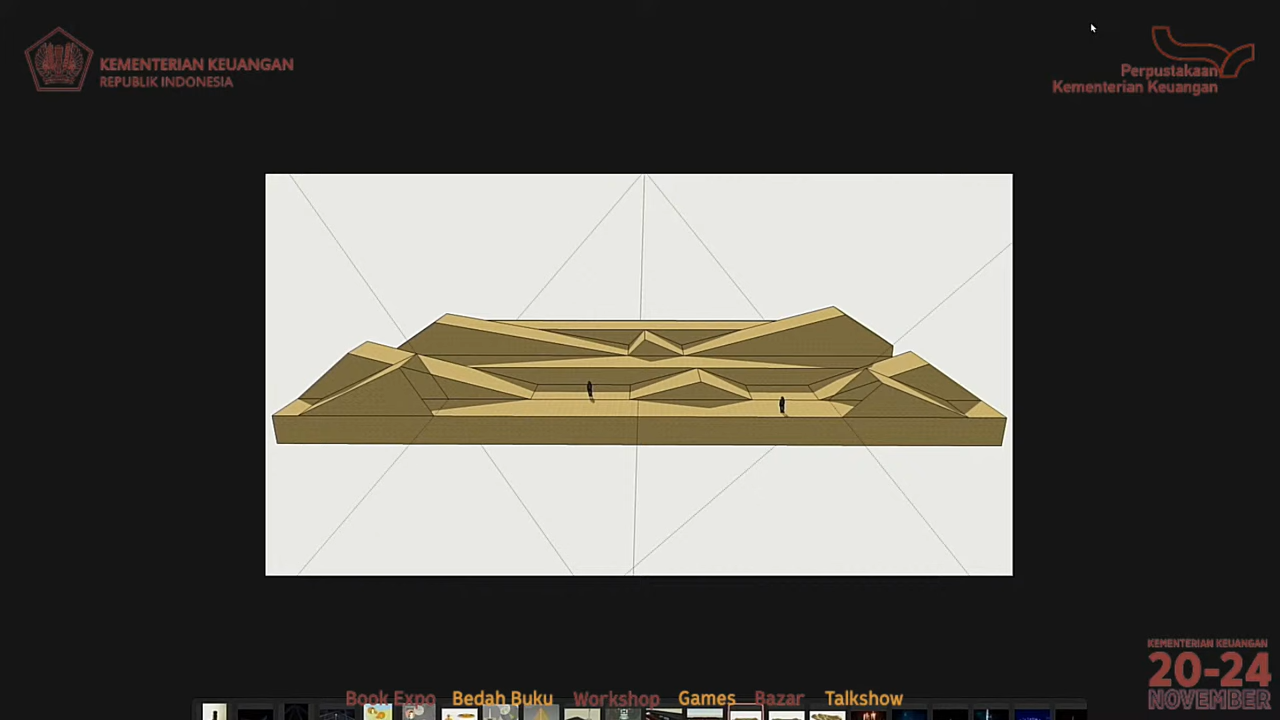 KEMENTERIAN KEUANGAN
REPUBLIK INDONESIA
Perpustakaan
Kementerian Keuangan
KEMENTERIAN KEUANGAN
20-24
NOVEMBER
Book Expo Bedah Buku Workshop Games Bazar Talkshow